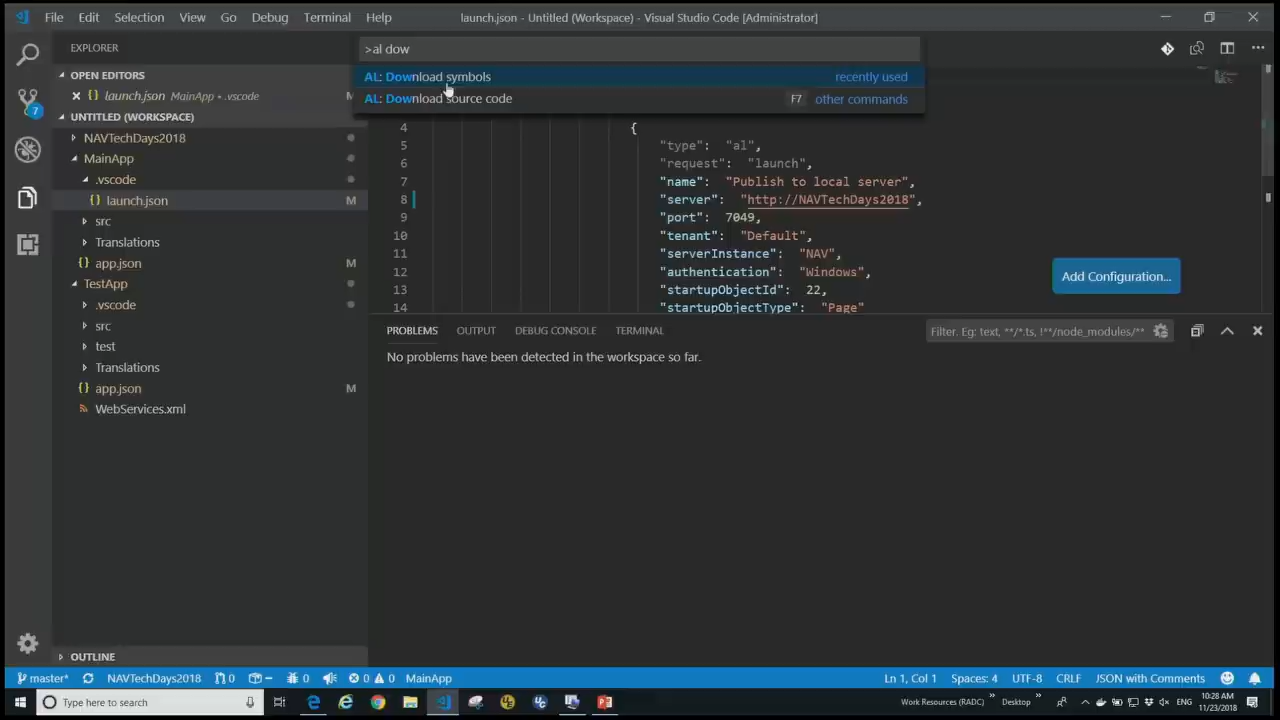 File Edit Selection View Go Debug Terminal Help launch.json - Untitled (Workspace) - Visual Studio Code [Administrator]
EXPLORER
>al dow
OPEN EDITORS
AL: Download symbols recently used
launch.json MainApp • .vscode M
AL: Download source code F7 other commands
7
UNTITLED (WORKSPACE)
NAVTechDays2018
MainApp
.vscode
launch.json M
src
Translations
app.json M
TestApp
.vscode
src
test
Translations
app.json M
WebServices.xml
OUTLINE
4 {
5 "type": "al",
6 "request": "launch",
7 "name": "Publish to local server",
8 "server": "http://NAVTechDays2018",
9 "port": 7049,
10 "tenant": "Default",
11 "serverInstance": "NAV",
12 "authentication": "Windows",
13 "startupObjectId": 22,
14 "startupObjectType": "Page"
Add Configuration...
PROBLEMS OUTPUT DEBUG CONSOLE TERMINAL Filter. Eg: text, **/*.ts, !**/node_modules/**
No problems have been detected in the workspace so far.
master* NAVTechDays2018 0 0 0 0 MainApp Ln 1, Col 1 Spaces: 4 UTF-8 CRLF JSON with Comments
Type here to search Work Resources (RADC) Desktop ENG 10:28 AM
11/23/2018